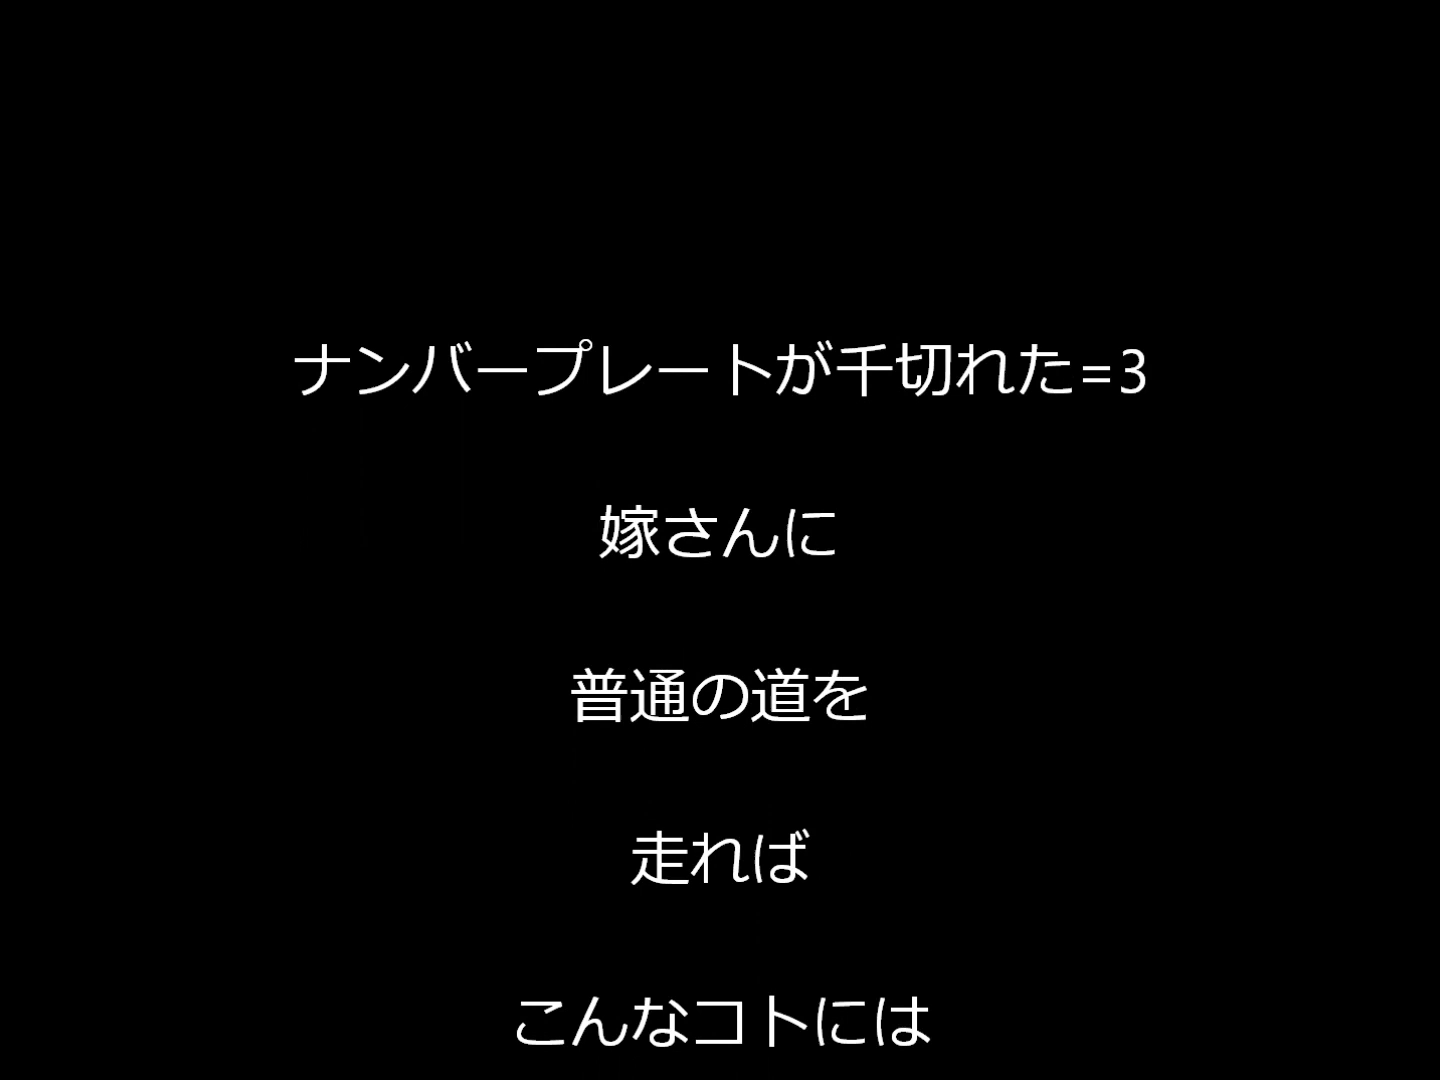 ナンバープレートが千切れた=3
嫁さんに
普通の道を
走れば
こんなコトには